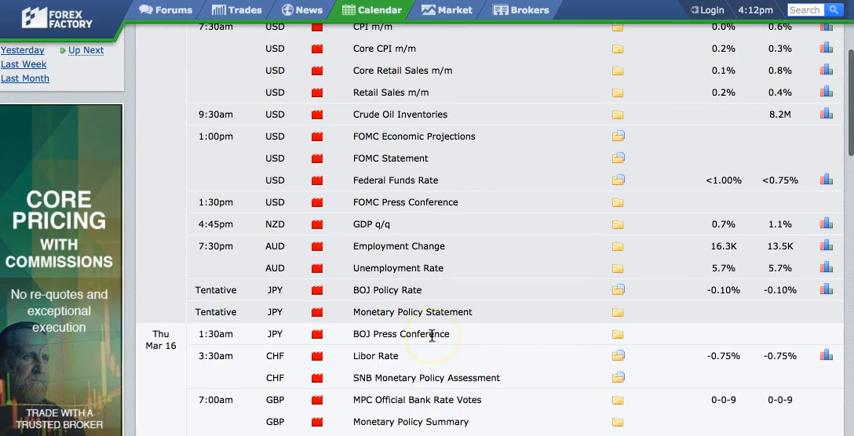 FOREX
FACTORY
Forums Trades News Calendar Market Brokers Login 4:12pm Search
Yesterday Up Next
Last Week
Last Month
CORE
PRICING
WITH
COMMISSIONS
No re-quotes and
exceptional
execution
TRADE WITH A
TRUSTED BROKER
7:30am USD CPI m/m 0.0% 0.6%
USD Core CPI m/m 0.2% 0.3%
USD Core Retail Sales m/m 0.1% 0.8%
USD Retail Sales m/m 0.2% 0.4%
9:30am USD Crude Oil Inventories 8.2M
1:00pm USD FOMC Economic Projections
USD FOMC Statement
USD Federal Funds Rate <1.00% <0.75%
1:30pm USD FOMC Press Conference
4:45pm NZD GDP q/q 0.7% 1.1%
7:30pm AUD Employment Change 16.3K 13.5K
AUD Unemployment Rate 5.7% 5.7%
Tentative JPY BOJ Policy Rate -0.10% -0.10%
Tentative JPY Monetary Policy Statement
Thu
Mar 16
1:30am JPY BOJ Press Conference
3:30am CHF Libor Rate -0.75% -0.75%
CHF SNB Monetary Policy Assessment
7:00am GBP MPC Official Bank Rate Votes 0-0-9 0-0-9
GBP Monetary Policy Summary